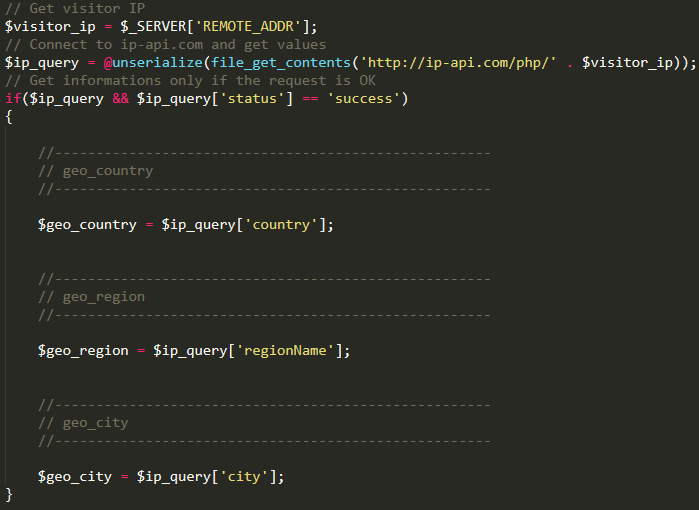 // Get visitor IP
$visitor_ip = $_SERVER['REMOTE_ADDR'];
// Connect to ip-api.com and get values
$ip_query = @unserialize(file_get_contents('http://ip-api.com/php/' . $visitor_ip));
// Get informations only if the request is OK
if($ip_query && $ip_query['status'] == 'success')
{
//-----------------------------------------------------
// geo_country
//-----------------------------------------------------
$geo_country = $ip_query['country'];
//-----------------------------------------------------
// geo_region
//-----------------------------------------------------
$geo_region = $ip_query['regionName'];
//-----------------------------------------------------
// geo_city
//-----------------------------------------------------
$geo_city = $ip_query['city'];
}